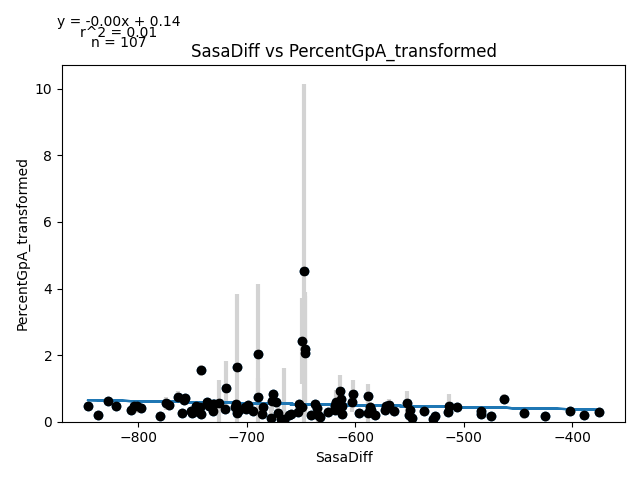 y = -0.00x + 0.14
r^2 = 0.01
n = 107
SasaDiff vs PercentGpA_transformed
PercentGpA_transformed
10
8
6
4
2
0
−800 −700 −600 −500 −400
SasaDiff